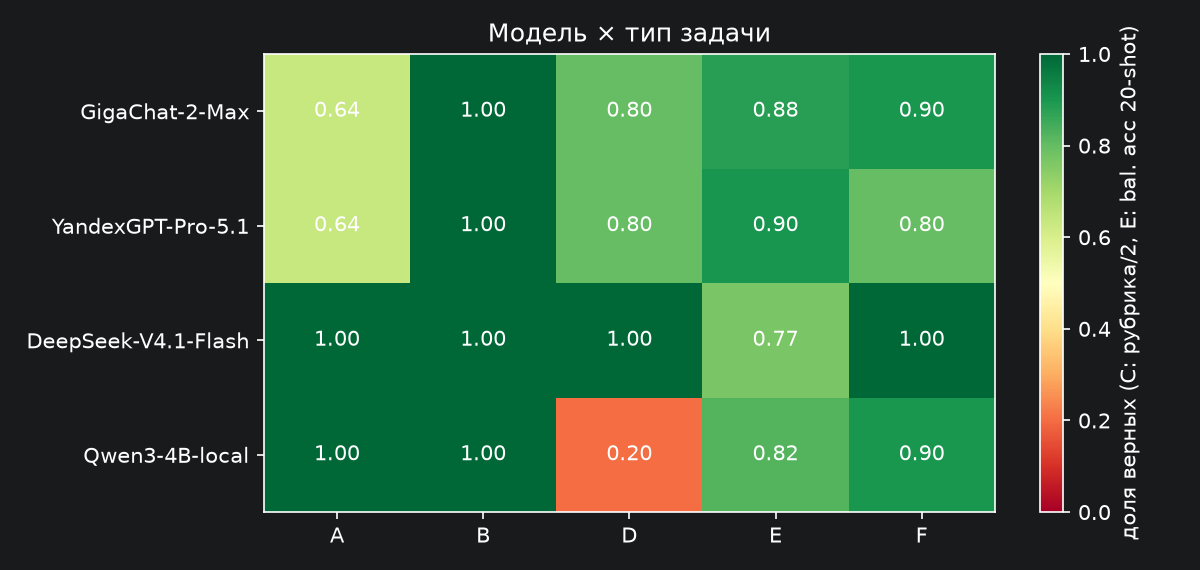 Модель × тип задачи
GigaChat-2-Max 0.64 1.00 0.80 0.88 0.90
YandexGPT-Pro-5.1 0.64 1.00 0.80 0.90 0.80
DeepSeek-V4.1-Flash 1.00 1.00 1.00 0.77 1.00
Qwen3-4B-local 1.00 1.00 0.20 0.82 0.90
A B D E F
1.0
0.8
0.6
0.4
0.2
0.0
доля верных (C: рубрика/2, E: bal. acc 20-shot)